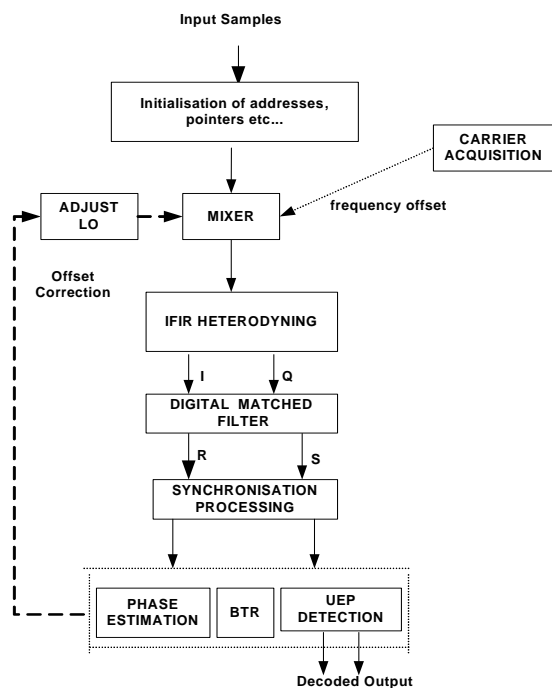 Input Samples
Initialisation of addresses,
pointers etc...
CARRIER
ACQUISITION
ADJUST
LO
MIXER
frequency offset
Offset
Correction
IFIR HETERODYNING
I
Q
DIGITAL MATCHED
FILTER
R
S
SYNCHRONISATION
PROCESSING
PHASE
ESTIMATION
BTR
UEP
DETECTION
Decoded Output